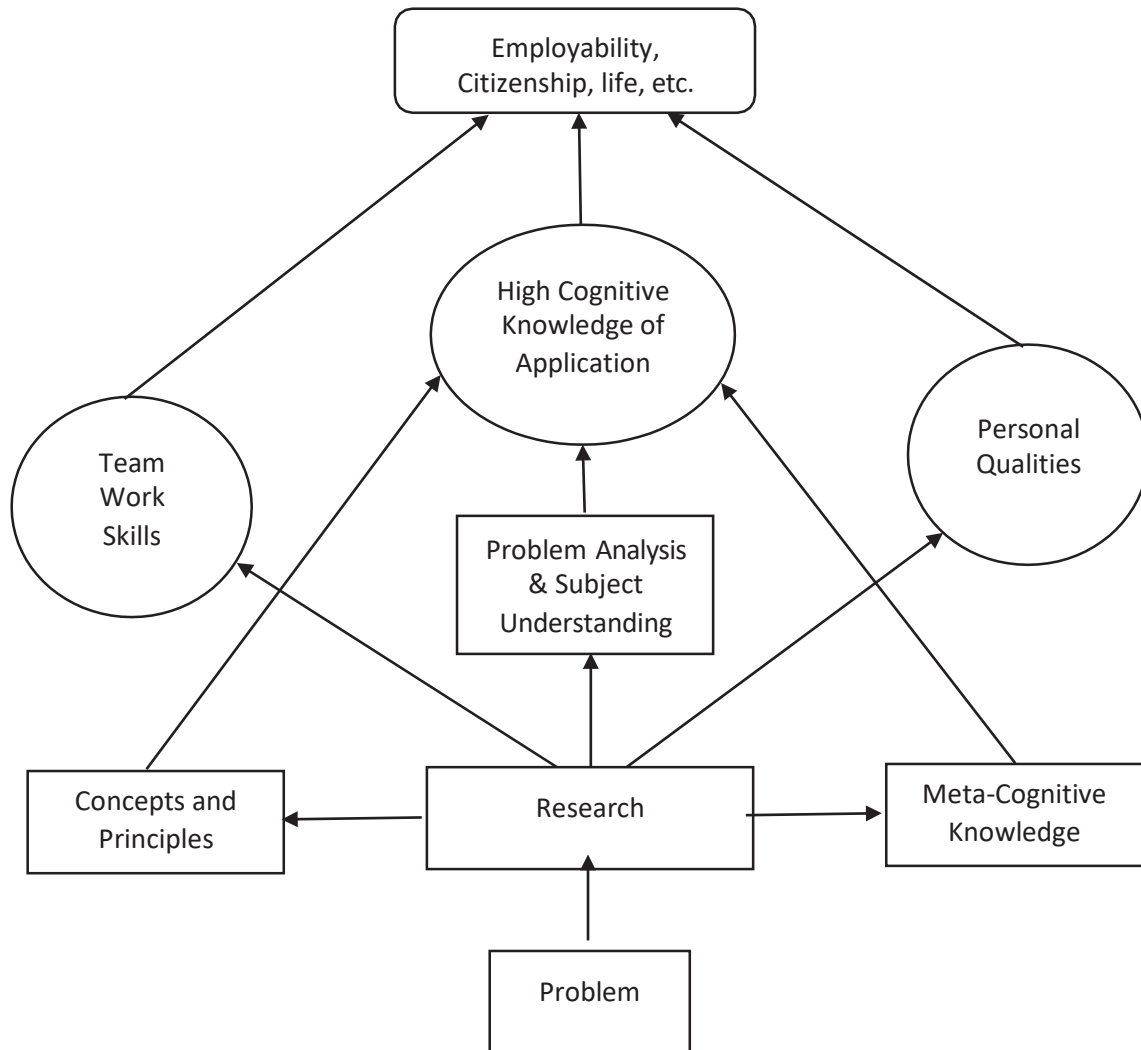 Employability,
Citizenship, life, etc.
High Cognitive
Knowledge of
Application
Personal
Qualities
Team
Work
Skills
Problem Analysis
& Subject
Understanding
Concepts and
Principles
Research
Meta-Cognitive
Knowledge
Problem